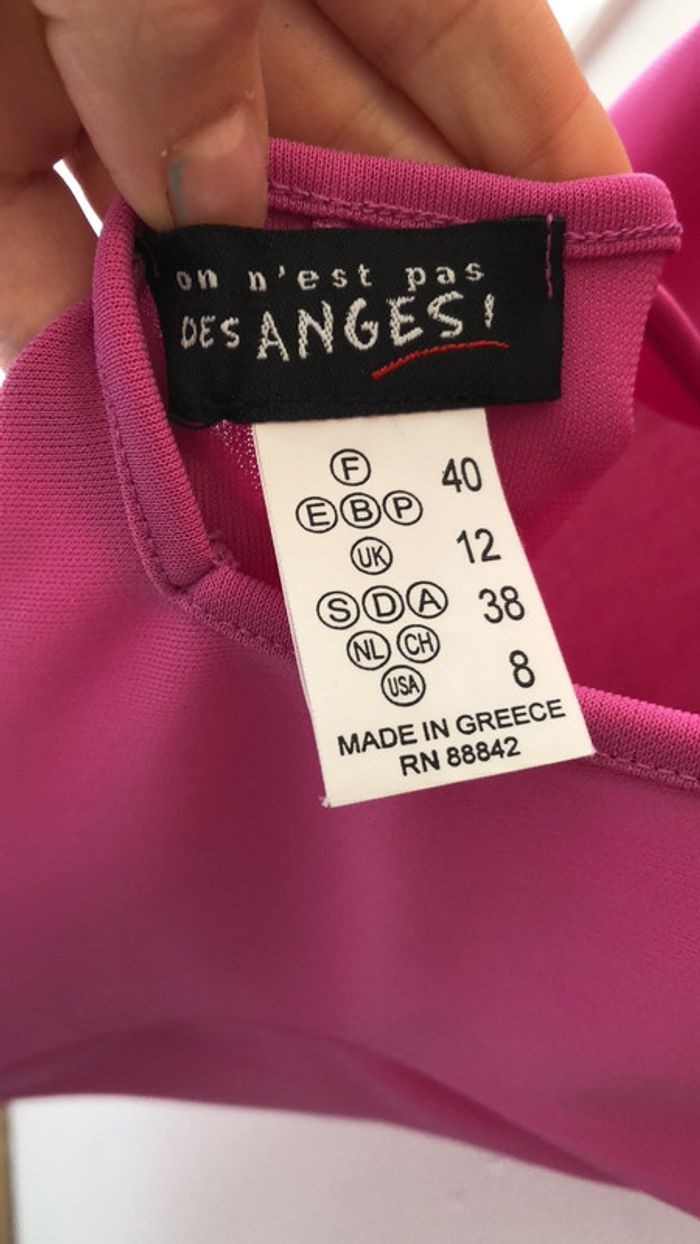 on n'est pas
DES ANGES!
F 40
E B P
UK 12
S D A 38
NL CH
USA 8
MADE IN GREECE
RN 88842